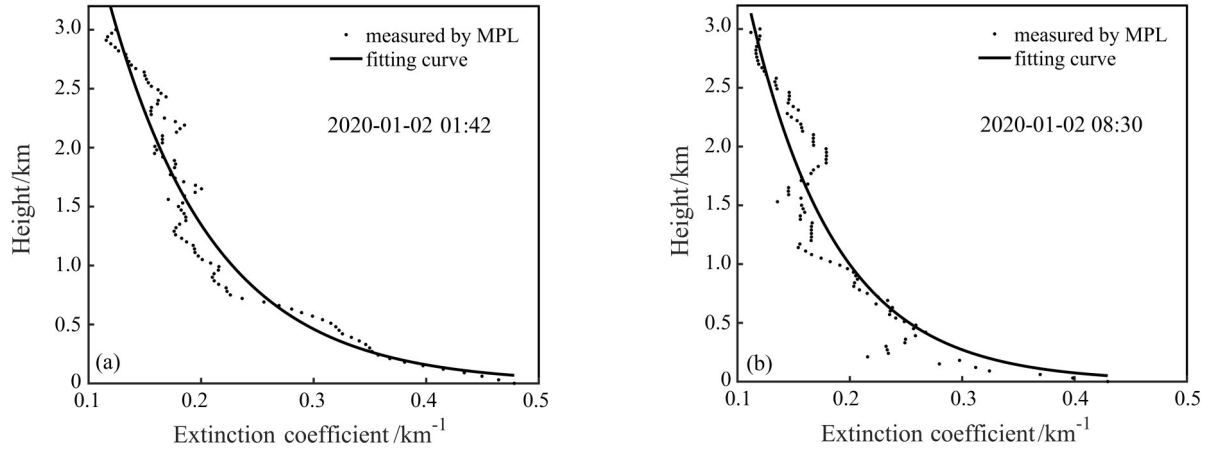 3.0
2.5
2.0
1.5
1.0
0.5
0
Height/km
measured by MPL
fitting curve
2020-01-02 01:42
(a)
0.1
0.2
0.3
0.4
0.5
Extinction coefficient/km⁻¹
3.0
2.5
2.0
1.5
1.0
0.5
0
Height/km
measured by MPL
fitting curve
2020-01-02 08:30
(b)
0.1
0.2
0.3
0.4
0.5
Extinction coefficient/km⁻¹